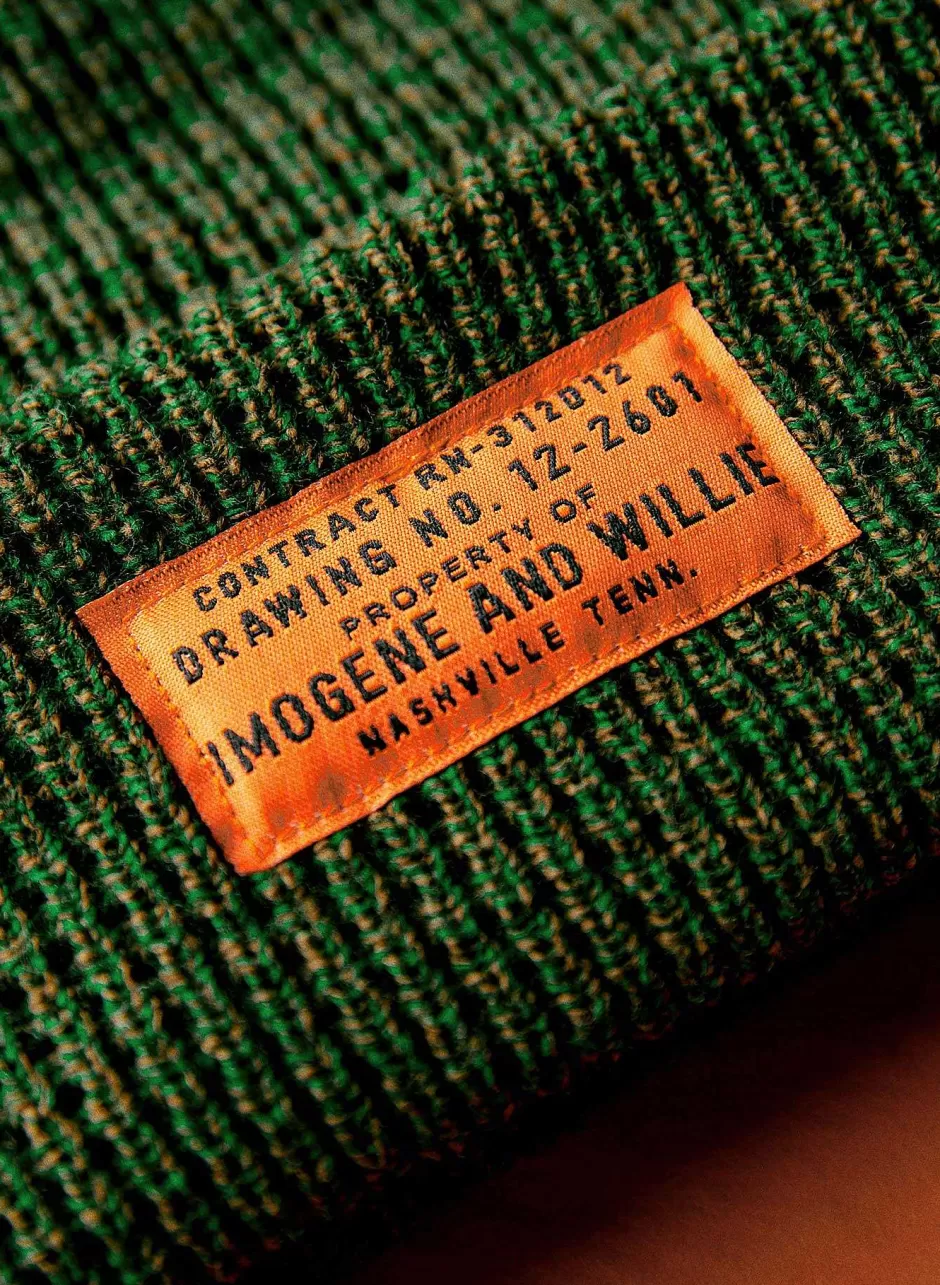 CONTRACT RN-312012
DRAWING NO. 12-2601
PROPERTY OF
IMOGENE AND WILLIE
NASHVILLE TENN.